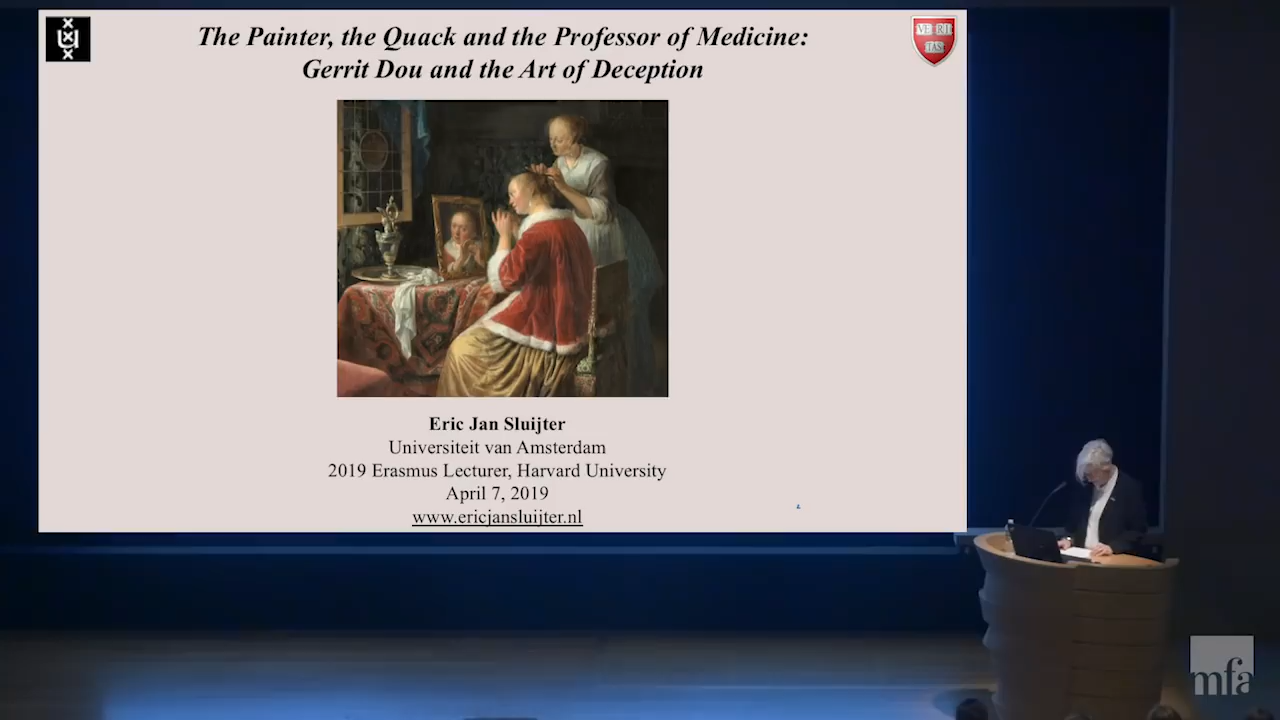 The Painter, the Quack and the Professor of Medicine:
Gerrit Dou and the Art of Deception
VE RI
TAS
Eric Jan Sluijter
Universiteit van Amsterdam
2019 Erasmus Lecturer, Harvard University
April 7, 2019
www.ericjansluijter.nl
mfa